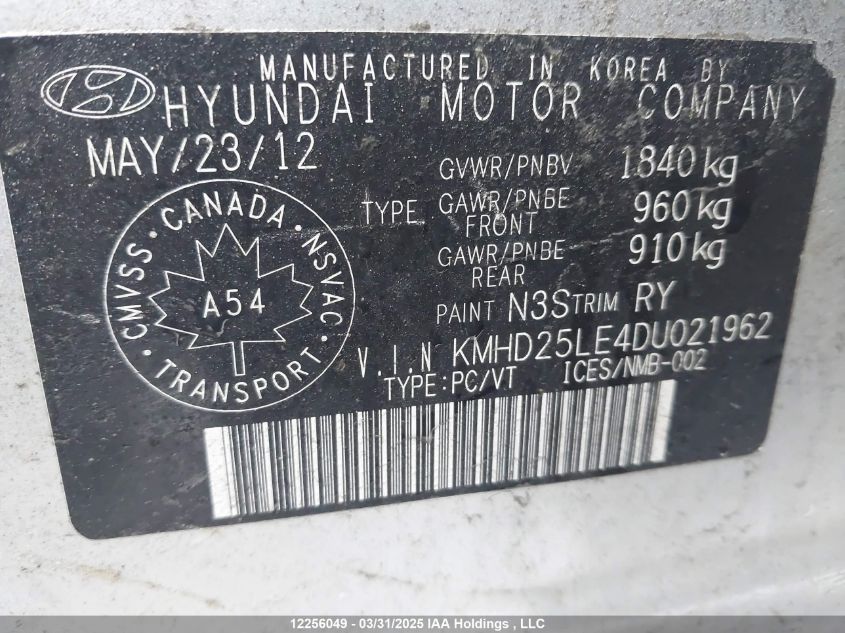 MANUFACTURED IN KOREA BY
HYUNDAI MOTOR COMPANY
MAY/23/12
GVWR/PNBV 1840 kg
TYPE GAWR/PNBE FRONT 960 kg
GAWR/PNBE REAR 910 kg
PAINT N3S TRIM RY
V.I.N KMHD25LE4DU021962
TYPE:PC/VT ICES/NMB-002
CMVSS · CANADA · NSVAC · TRANSPORT ·
A54
12256049 - 03/31/2025 IAA Holdings , LLC